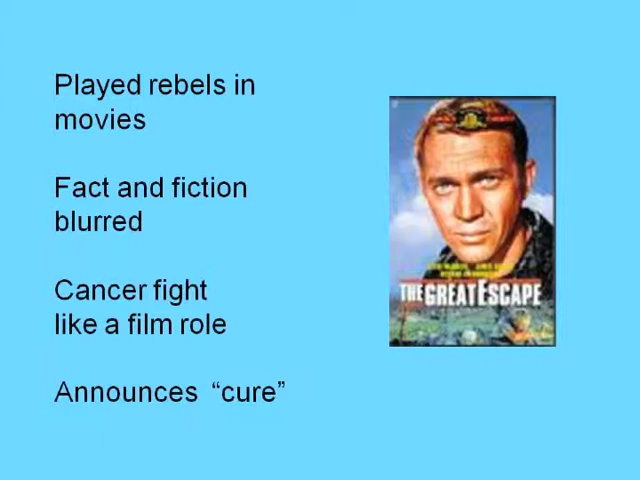 Played rebels in
movies
Fact and fiction
blurred
Cancer fight
like a film role
Announces “cure”
THE GREAT ESCAPE